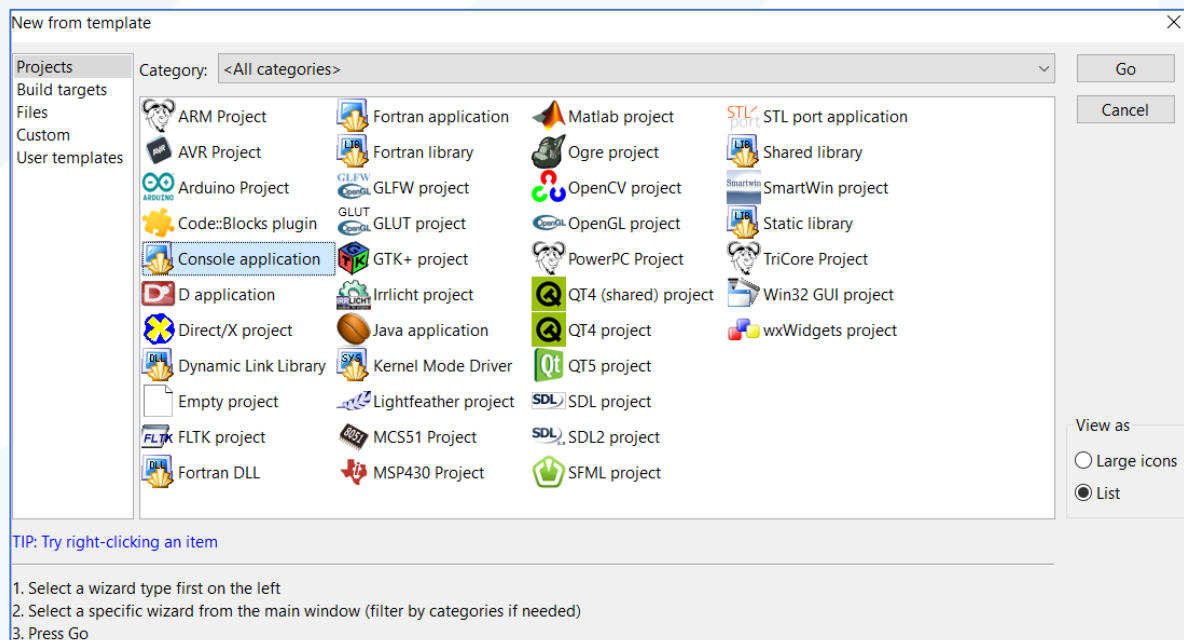 New from template
Projects
Build targets
Files
Custom
User templates
Category: <All categories>
Go
Cancel
ARM Project
AVR Project
Arduino Project
Code::Blocks plugin
Console application
D application
Direct/X project
Dynamic Link Library
Empty project
FLTK project
Fortran DLL
Fortran application
Fortran library
GLFW project
GLUT project
GTK+ project
Irrlicht project
Java application
Kernel Mode Driver
Lightfeather project
MCS51 Project
MSP430 Project
Matlab project
Ogre project
OpenCV project
OpenGL project
PowerPC Project
QT4 (shared) project
QT4 project
QT5 project
SDL project
SDL2 project
SFML project
STL port application
Shared library
SmartWin project
Static library
TriCore Project
Win32 GUI project
wxWidgets project
View as
Large icons
List
TIP: Try right-clicking an item
1. Select a wizard type first on the left
2. Select a specific wizard from the main window (filter by categories if needed)
3. Press Go